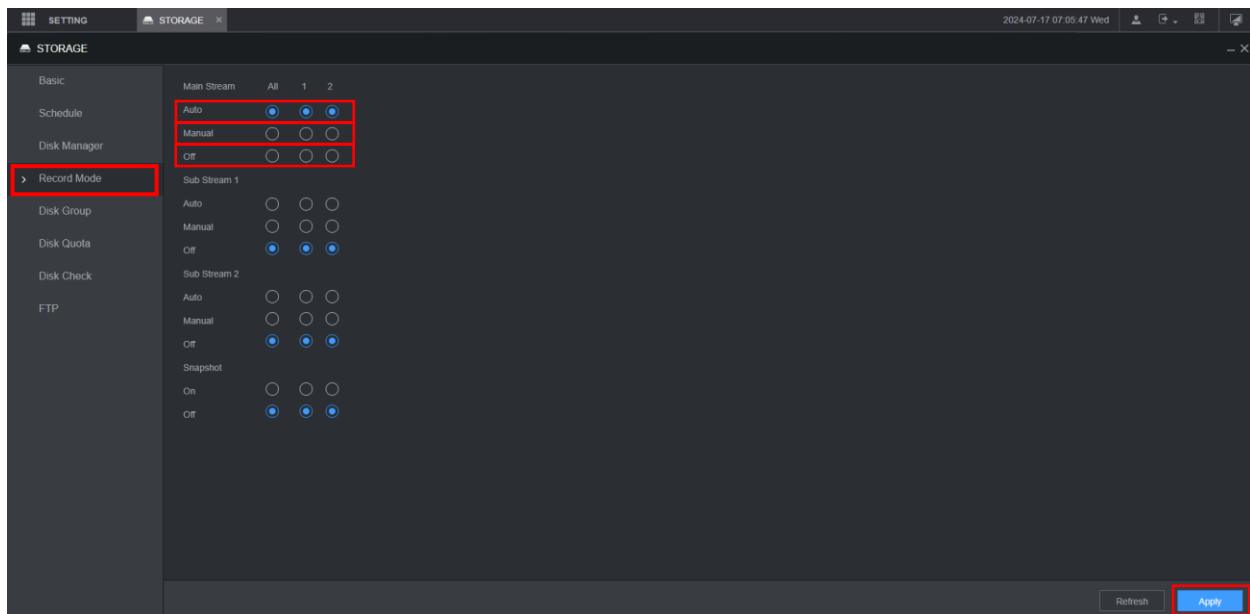 SETTING STORAGE × 2024-07-17 07:05:47 Wed
STORAGE
Basic
Schedule
Disk Manager
Record Mode
Disk Group
Disk Quota
Disk Check
FTP
Main Stream All 1 2
Auto
Manual
Off
Sub Stream 1
Auto
Manual
Off
Sub Stream 2
Auto
Manual
Off
Snapshot
On
Off
Refresh Apply